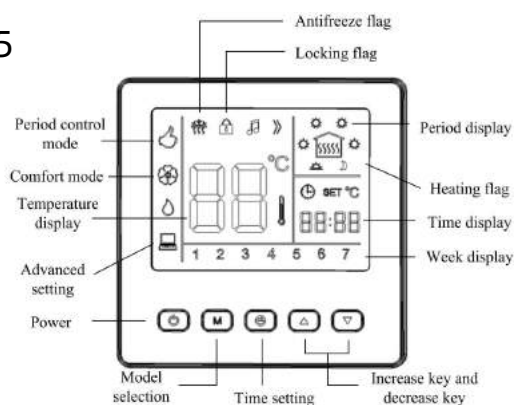 5
Antifreeze flag
Locking flag
Period control
mode
Comfort mode
Temperature
display
Advanced
setting
Power
°C
SET °C
88
88:88
1 2 3 4 5 6 7
M
Period display
Heating flag
Time display
Week display
Model
selection
Time setting
Increase key and
decrease key